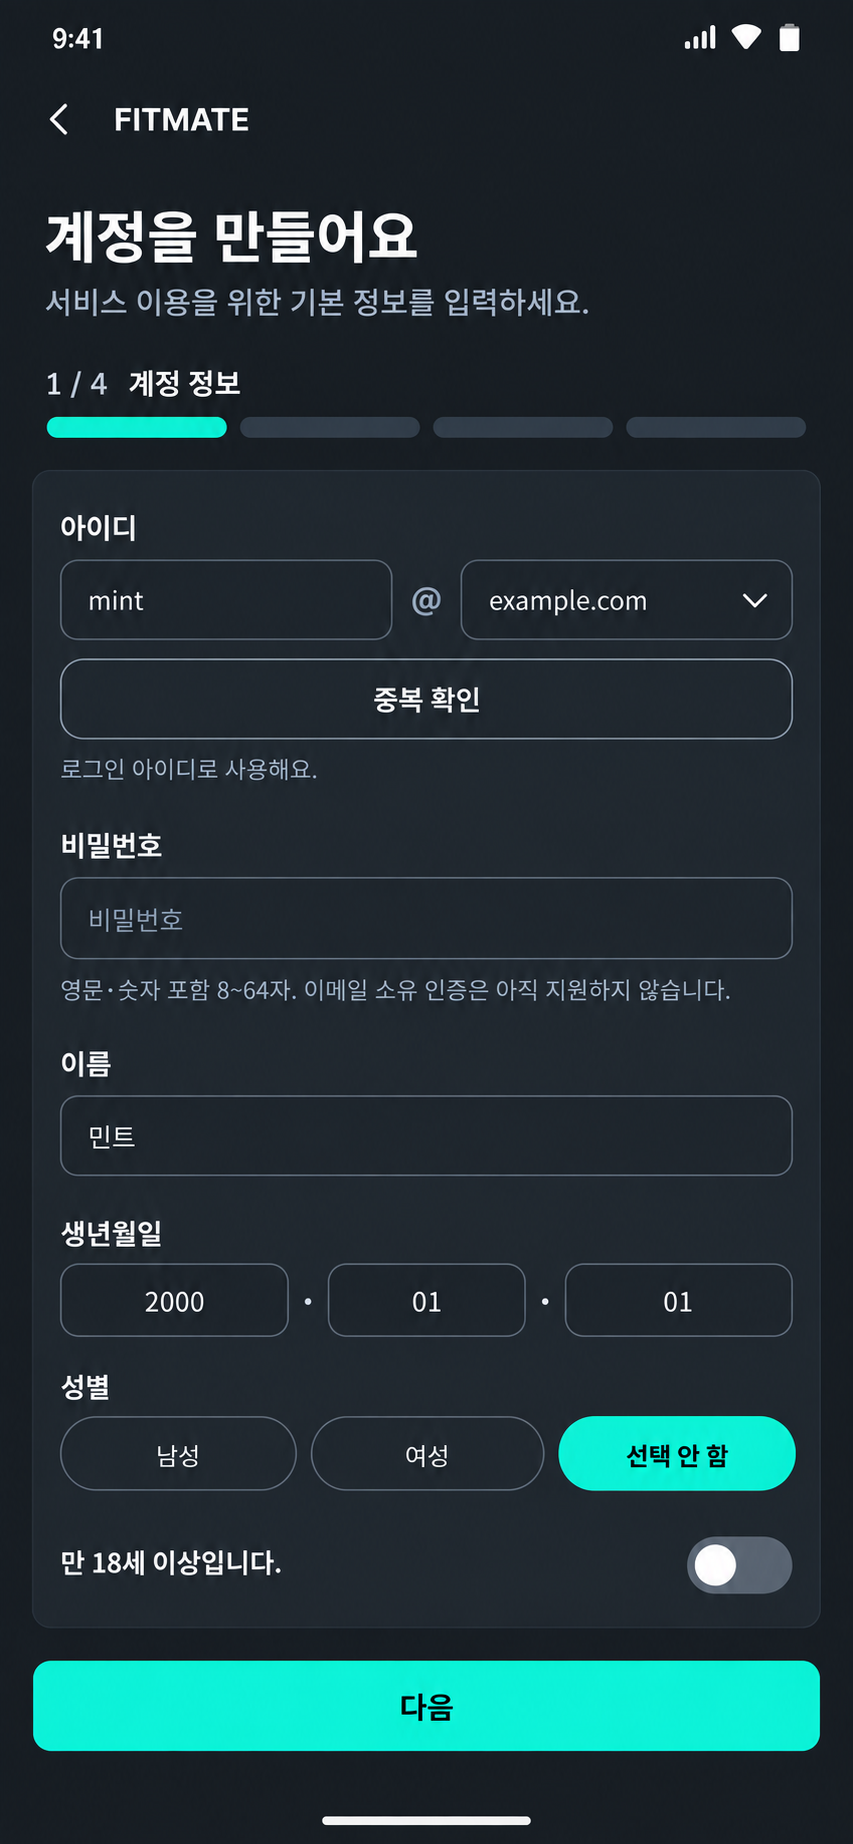 9:41
FITMATE
계정을 만들어요
서비스 이용을 위한 기본 정보를 입력하세요.
1 / 4 계정 정보
아이디
mint @ example.com
중복 확인
로그인 아이디로 사용해요.
비밀번호
비밀번호
영문·숫자 포함 8~64자. 이메일 소유 인증은 아직 지원하지 않습니다.
이름
민트
생년월일
2000 · 01 · 01
성별
남성 여성 선택 안 함
만 18세 이상입니다.
다음